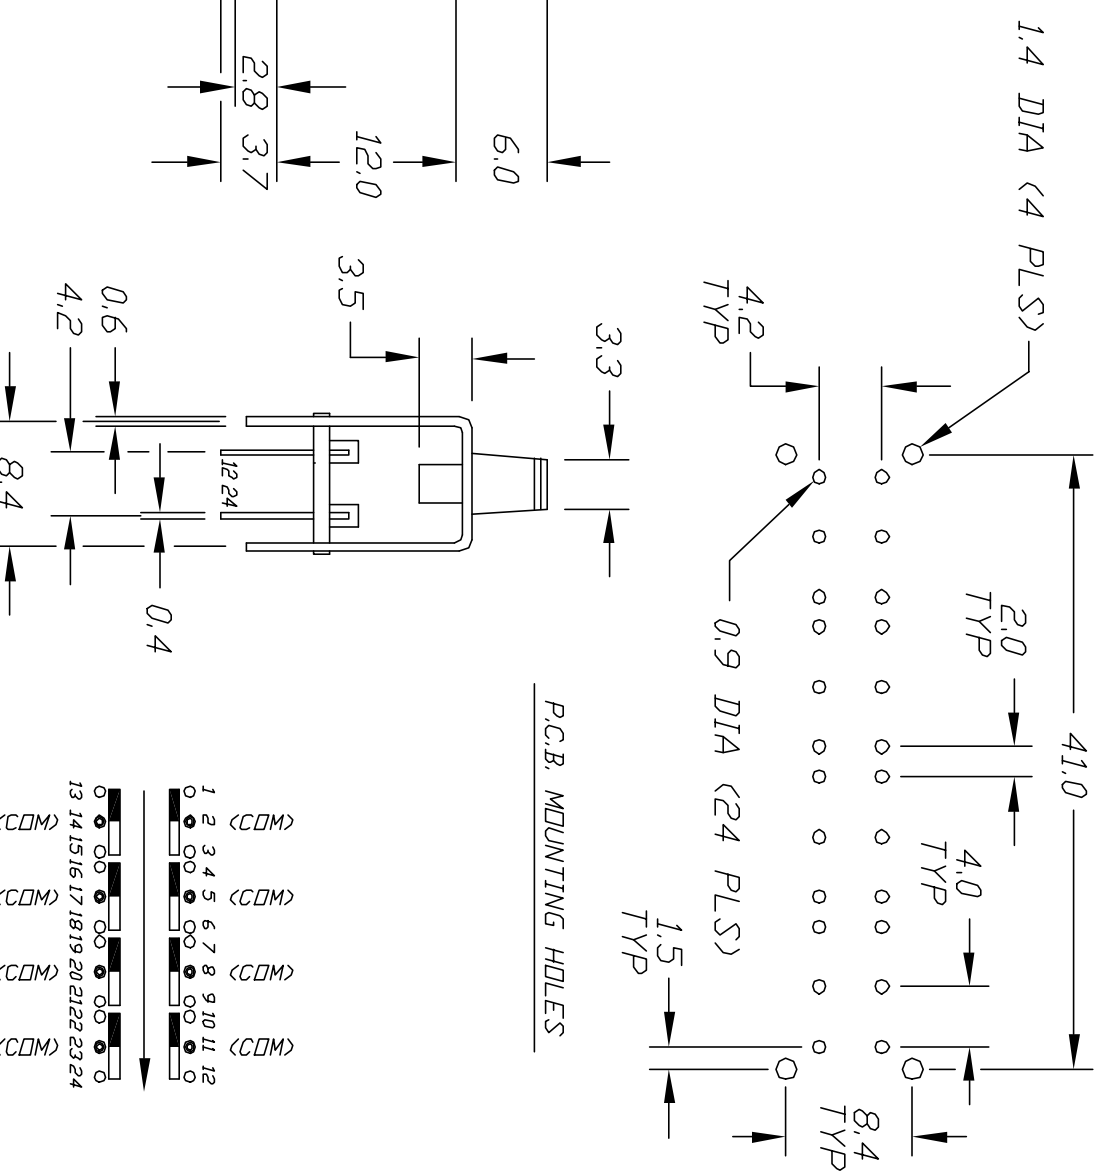 1.4 DIA (4 PLS)
41.0
2.0
TYP
4.0
TYP
8.4
TYP
4.2
TYP
0.9 DIA (24 PLS)
1.5
TYP
P.C.B. MOUNTING HOLES
6.0
12.0
2.8
3.7
3.3
3.5
12 24
0.6
4.2
8.4
0.4
1 2 3 4 5 6 7 8 9 10 11 12
(COM) (COM) (COM) (COM)
13 14 15 16 17 18 19 20 21 22 23 24
(COM) (COM) (COM) (COM)